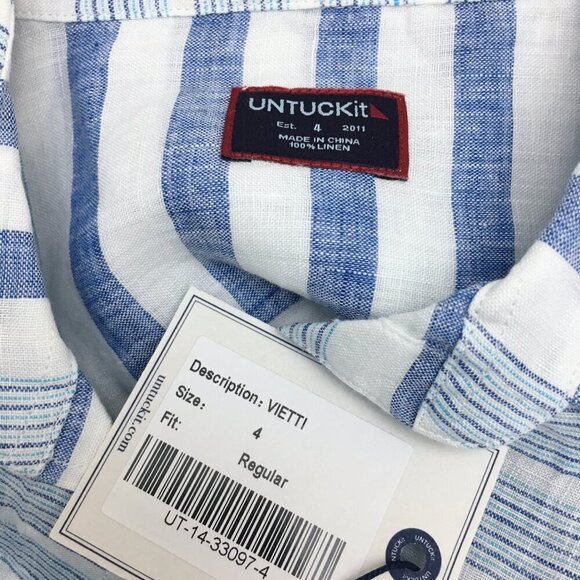 UNTUCKit
Est. 4 2011
MADE IN CHINA
100% LINEN
Description: VIETTI
Size: 4
Fit: Regular
UT-14-33097-4
untuckit.com
UNTUCKit